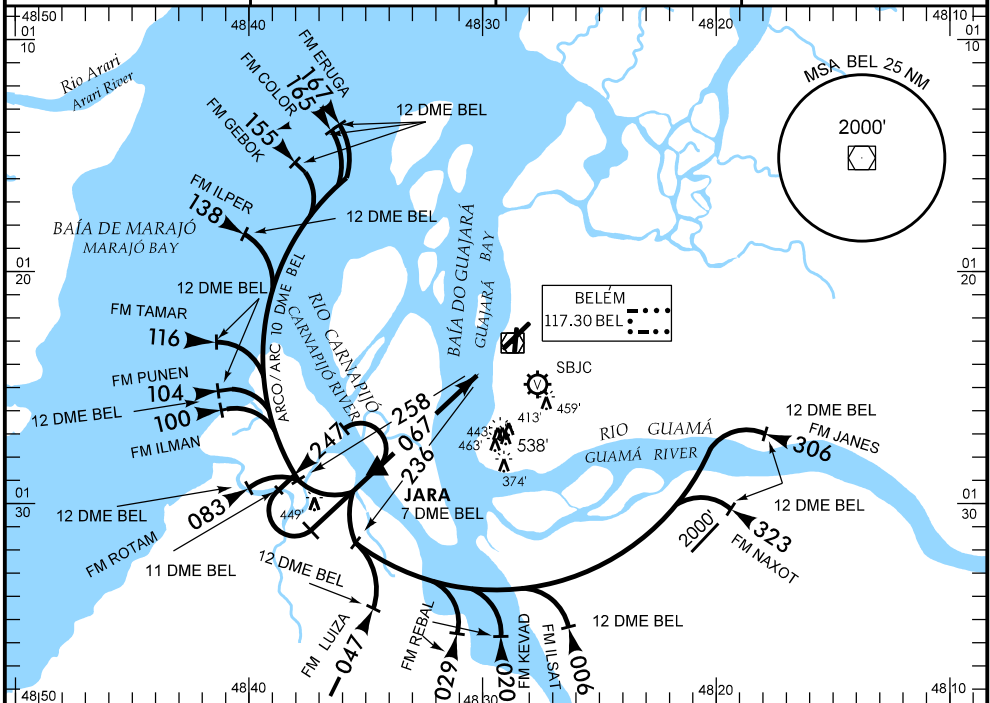 48 50
48 40
48 30
48 20
48 10
01
10
01
10
Rio Arari
Arari River
FM ERUGA
167
FM COLOR
165
FM GEBOK
155
12 DME BEL
MSA BEL 25 NM
2000'
FM ILPER
138
12 DME BEL
BAÍA DE MARAJÓ
MARAJÓ BAY
01
20
01
20
12 DME BEL
ARCO/ARC 10 DME BEL
RIO CARNAPIJÓ
CARNAPIJÓ RIVER
BAÍA DO GUAJARÁ
GUAJARÁ BAY
BELÉM
117.30 BEL
FM TAMAR
116
FM PUNEN
104
12 DME BEL
100
FM ILMAN
SBJC
V
459'
413'
443'
463'
538'
374'
258
067
236
247
JARA
7 DME BEL
RIO GUAMÁ
GUAMÁ RIVER
12 DME BEL
FM JANES
306
083
12 DME BEL
FM ROTAM
449'
11 DME BEL
01
30
01
30
12 DME BEL
323
FM NAXOT
2000'
12 DME BEL
FM LUIZA
047
FM REBAL
029
FM KEVAD
020
FM ILSAT
006
12 DME BEL
48 50
48 40
48 30
48 20
48 10